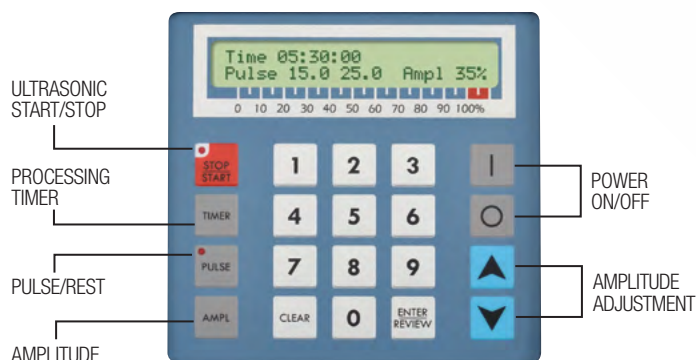 Time 05:30:00
Pulse 15.0 25.0 Ampl 35%
0 10 20 30 40 50 60 70 80 90 100%
ULTRASONIC
START/STOP
STOP
START
1 2 3
I
POWER
ON/OFF
PROCESSING
TIMER
TIMER
4 5 6
O
PULSE/REST
PULSE
7 8 9
AMPLITUDE
ADJUSTMENT
AMPLITUDE
AMPL
CLEAR
0
ENTER
REVIEW